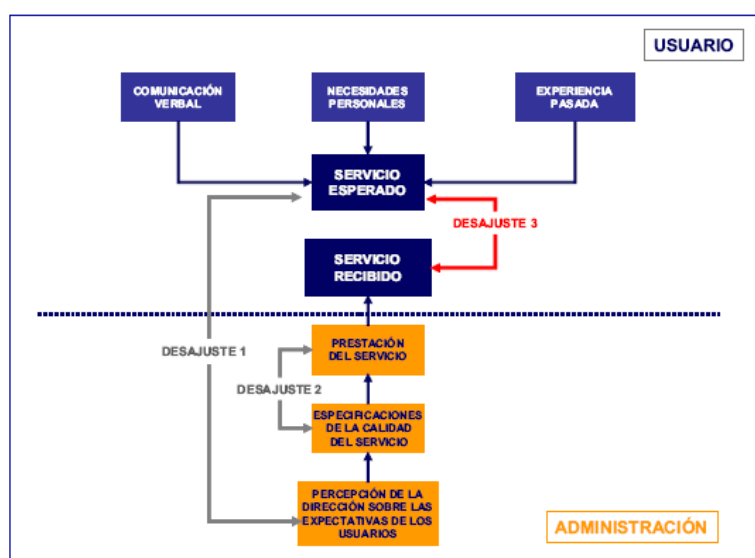 USUARIO
COMUNICACIÓN
VERBAL
NECESIDADES
PERSONALES
EXPERIENCIA
PASADA
SERVICIO
ESPERADO
DESAJUSTE 3
SERVICIO
RECIBIDO
PRESTACIÓN
DEL SERVICIO
DESAJUSTE 1
DESAJUSTE 2
ESPECIFICACIONES
DE LA CALIDAD
DEL SERVICIO
PERCEPCIÓN DE LA
DIRECCIÓN SOBRE LAS
EXPECTATIVAS DE LOS
USUARIOS
ADMINISTRACIÓN